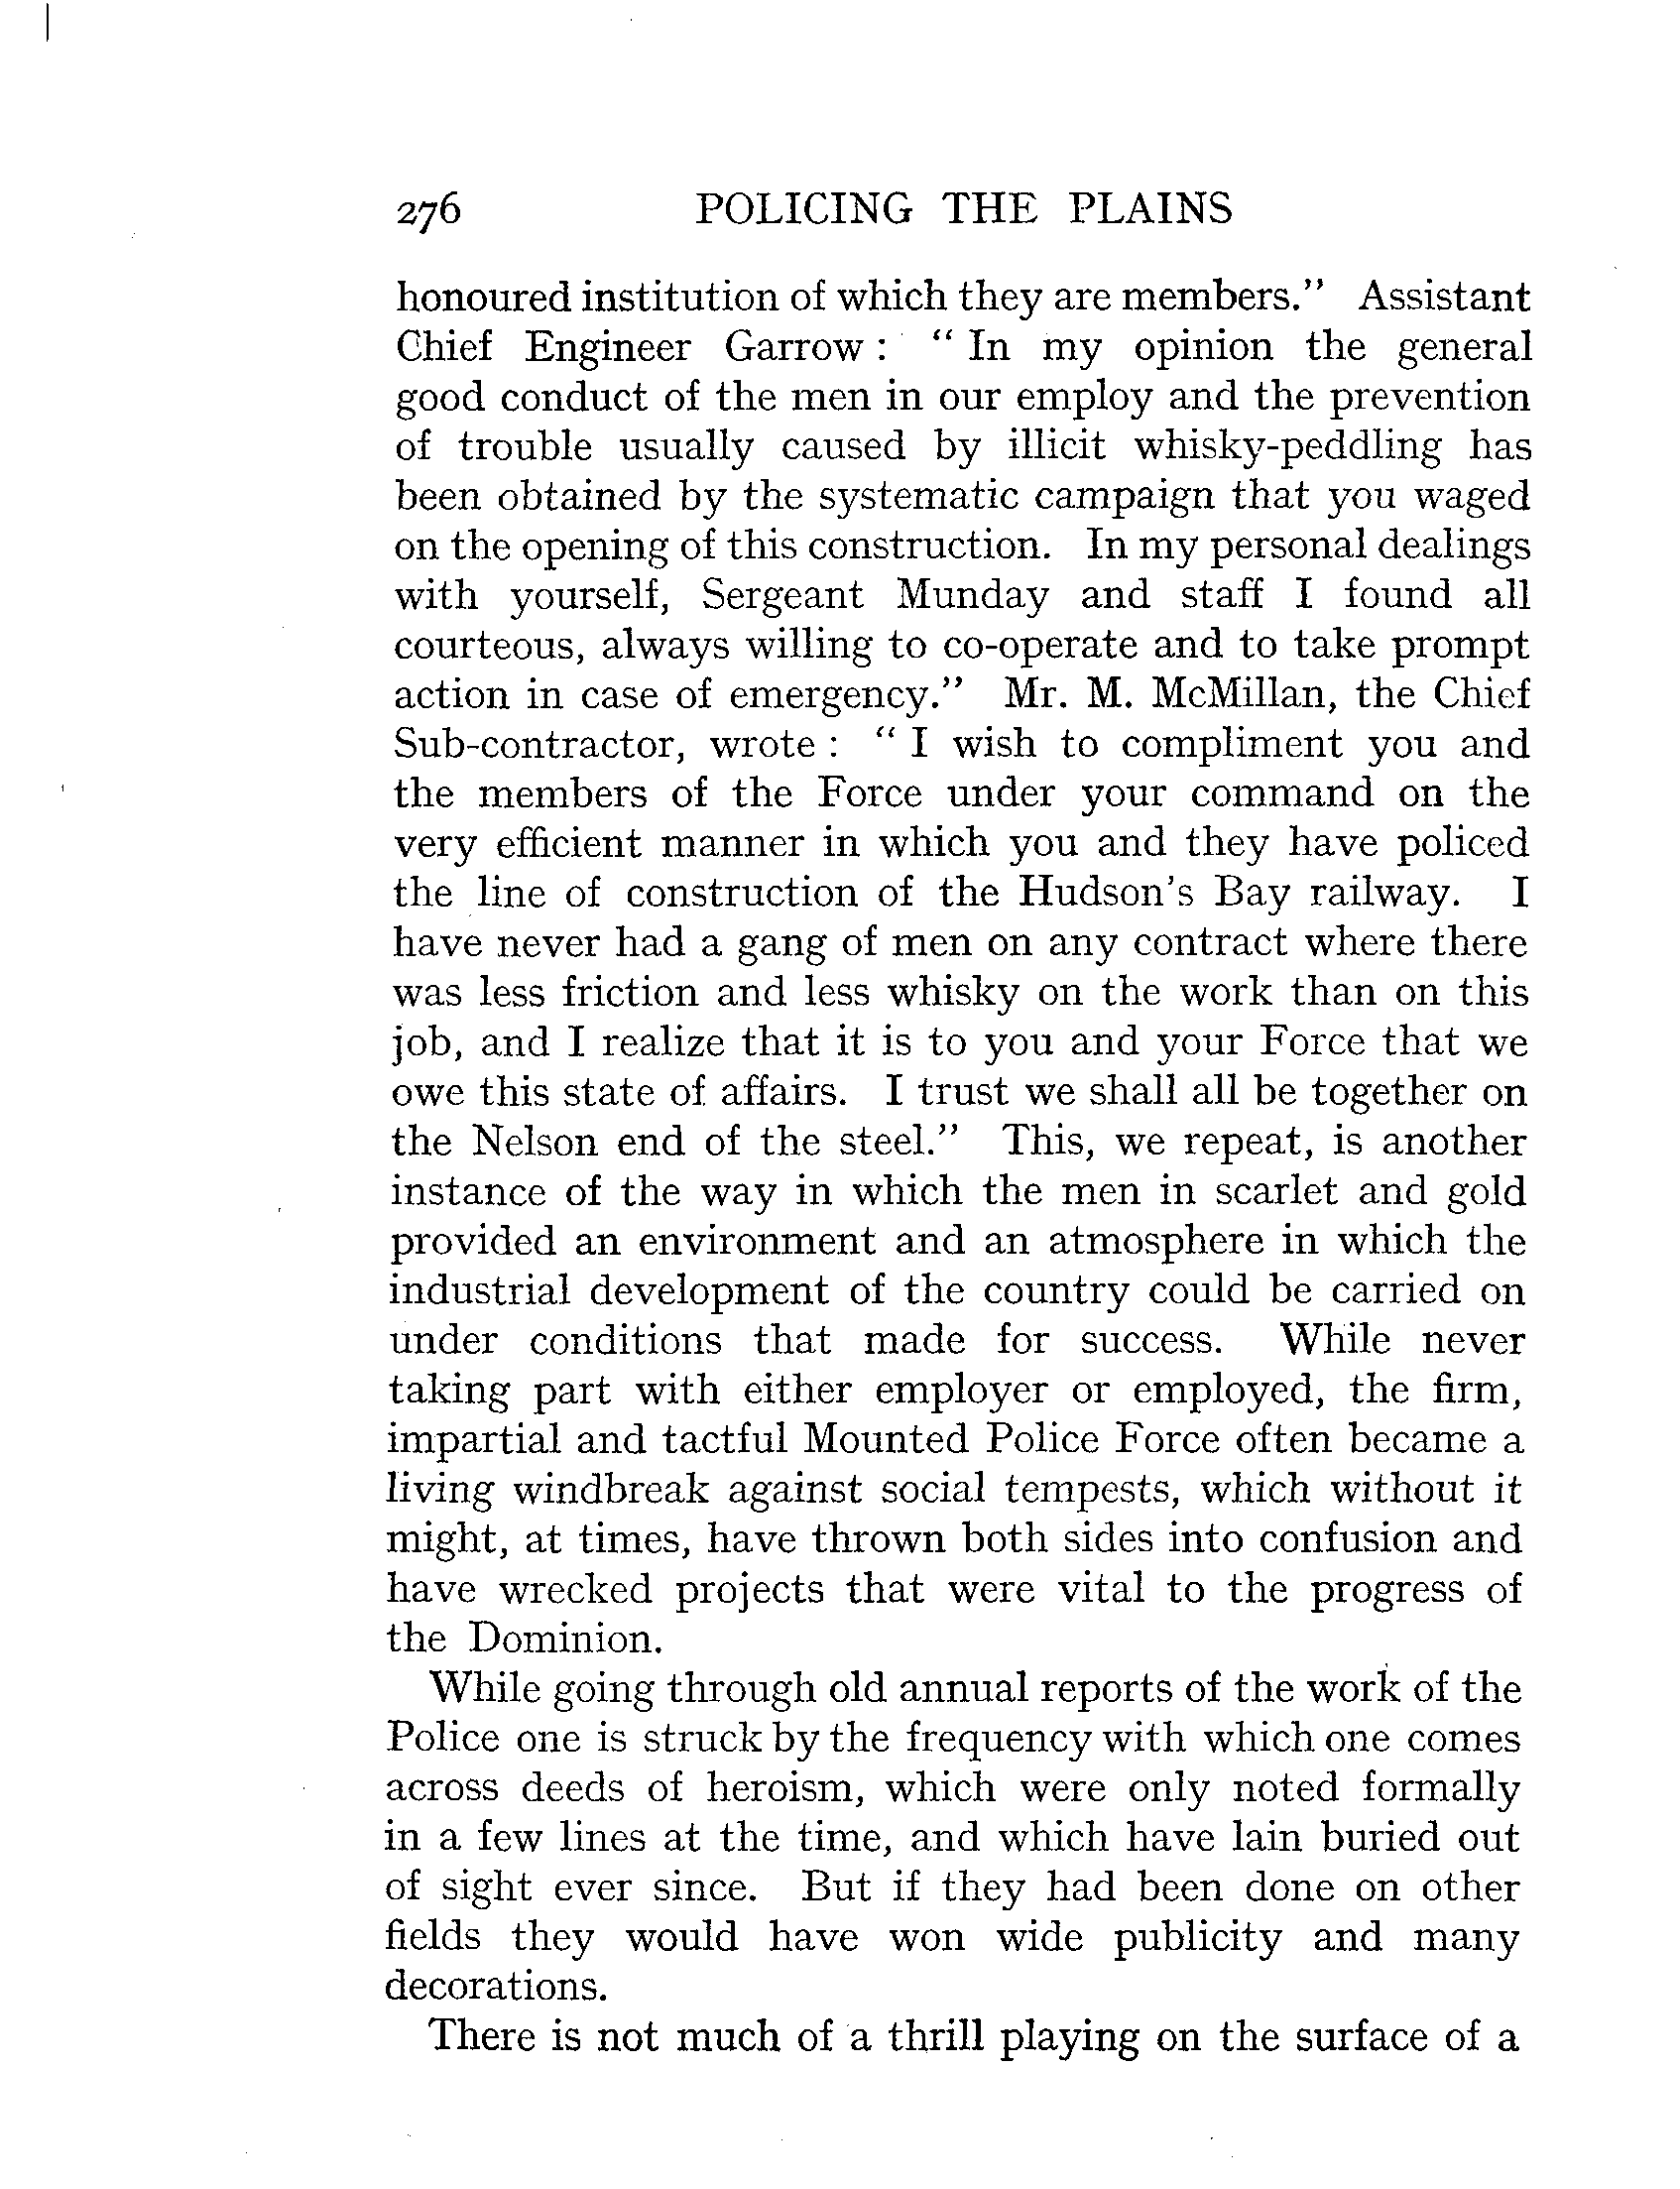 276 POLICING THE PLAINS
honoured institution of which they are members." Assistant
Chief Engineer Garrow : " In my opinion the general
good conduct of the men in our employ and the prevention
of trouble usually caused by illicit whisky-peddling has
been obtained by the systematic campaign that you waged
on the opening of this construction. In my personal dealings
with yourself, Sergeant Munday and staff I found all
courteous, always willing to co-operate and to take prompt
action in case of emergency." Mr. M. McMillan, the Chief
Sub-contractor, wrote : " I wish to compliment you and
the members of the Force under your command on the
very efficient manner in which you and they have policed
the line of construction of the Hudson's Bay railway. I
have never had a gang of men on any contract where there
was less friction and less whisky on the work than on this
job, and I realize that it is to you and your Force that we
owe this state of affairs. I trust we shall all be together on
the Nelson end of the steel." This, we repeat, is another
instance of the way in which the men in scarlet and gold
provided an environment and an atmosphere in which the
industrial development of the country could be carried on
under conditions that made for success. While never
taking part with either employer or employed, the firm,
impartial and tactful Mounted Police Force often became a
living windbreak against social tempests, which without it
might, at times, have thrown both sides into confusion and
have wrecked projects that were vital to the progress of
the Dominion.
While going through old annual reports of the work of the
Police one is struck by the frequency with which one comes
across deeds of heroism, which were only noted formally
in a few lines at the time, and which have lain buried out
of sight ever since. But if they had been done on other
fields they would have won wide publicity and many
decorations.
There is not much of a thrill playing on the surface of a